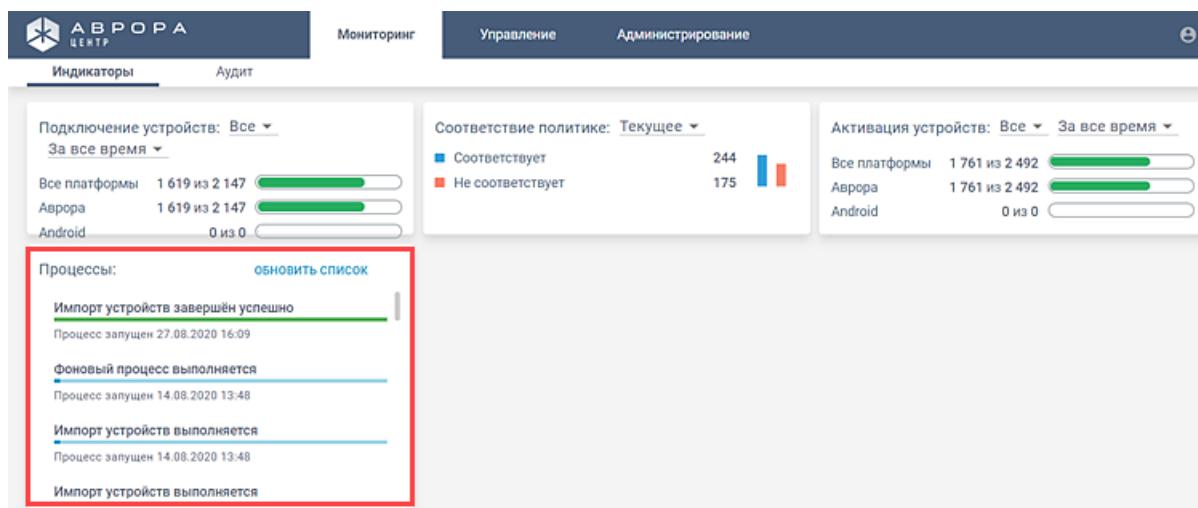 АВРОРА
ЦЕНТР
Мониторинг
Управление
Администрирование
Индикаторы
Аудит
Подключение устройств: Все
За все время
Все платформы 1 619 из 2 147
Аврора 1 619 из 2 147
Android 0 из 0
Соответствие политике: Текущее
Соответствует 244
Не соответствует 175
Активация устройств: Все За все время
Все платформы 1 761 из 2 492
Аврора 1 761 из 2 492
Android 0 из 0
Процессы: ОБНОВИТЬ СПИСОК
Импорт устройств завершён успешно
Процесс запущен 27.08.2020 16:09
Фоновый процесс выполняется
Процесс запущен 14.08.2020 13:48
Импорт устройств выполняется
Процесс запущен 14.08.2020 13:48
Импорт устройств выполняется